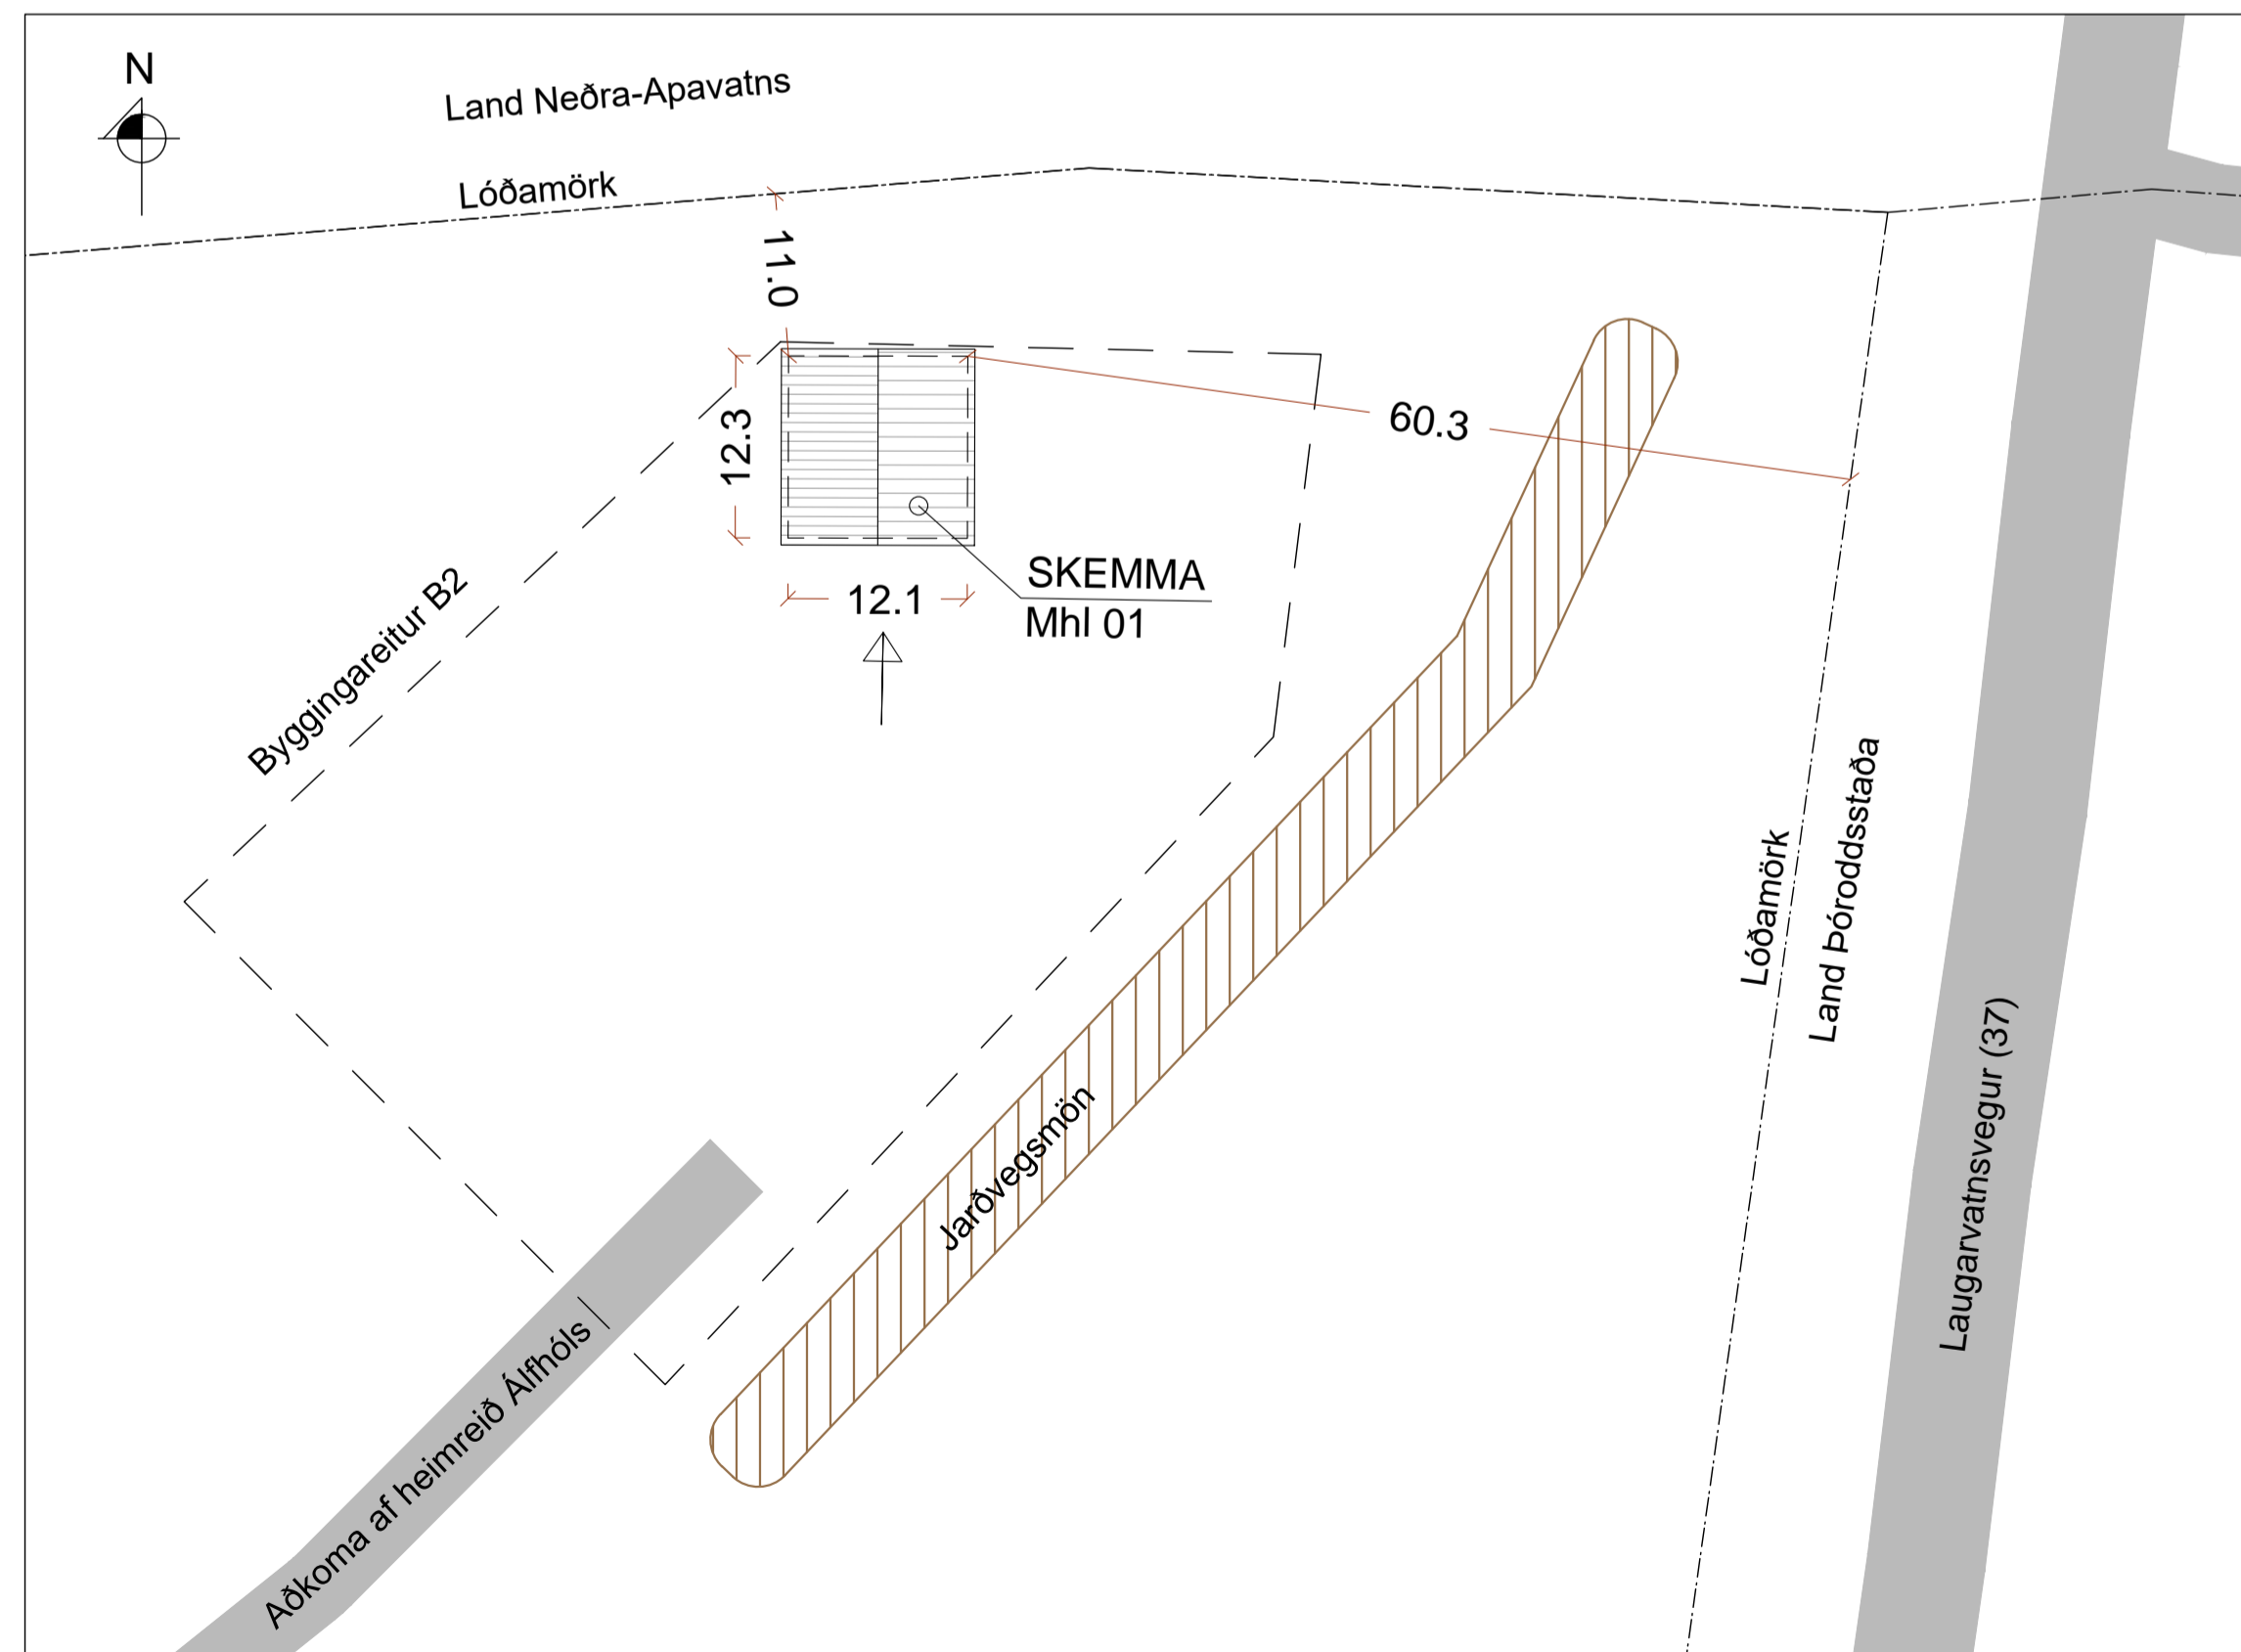 N
Land Neðra-Apavatns
Lóðamörk
11.0
12.3
60.3
12.1
SKEMMA
Mhl 01
Byggingareitur B2
Lóðamörk
Land Þóroddsstaða
Laugarvatnsvegur (37)
Jarðvegsmön
Aðkoma af heimreið Álfhóls